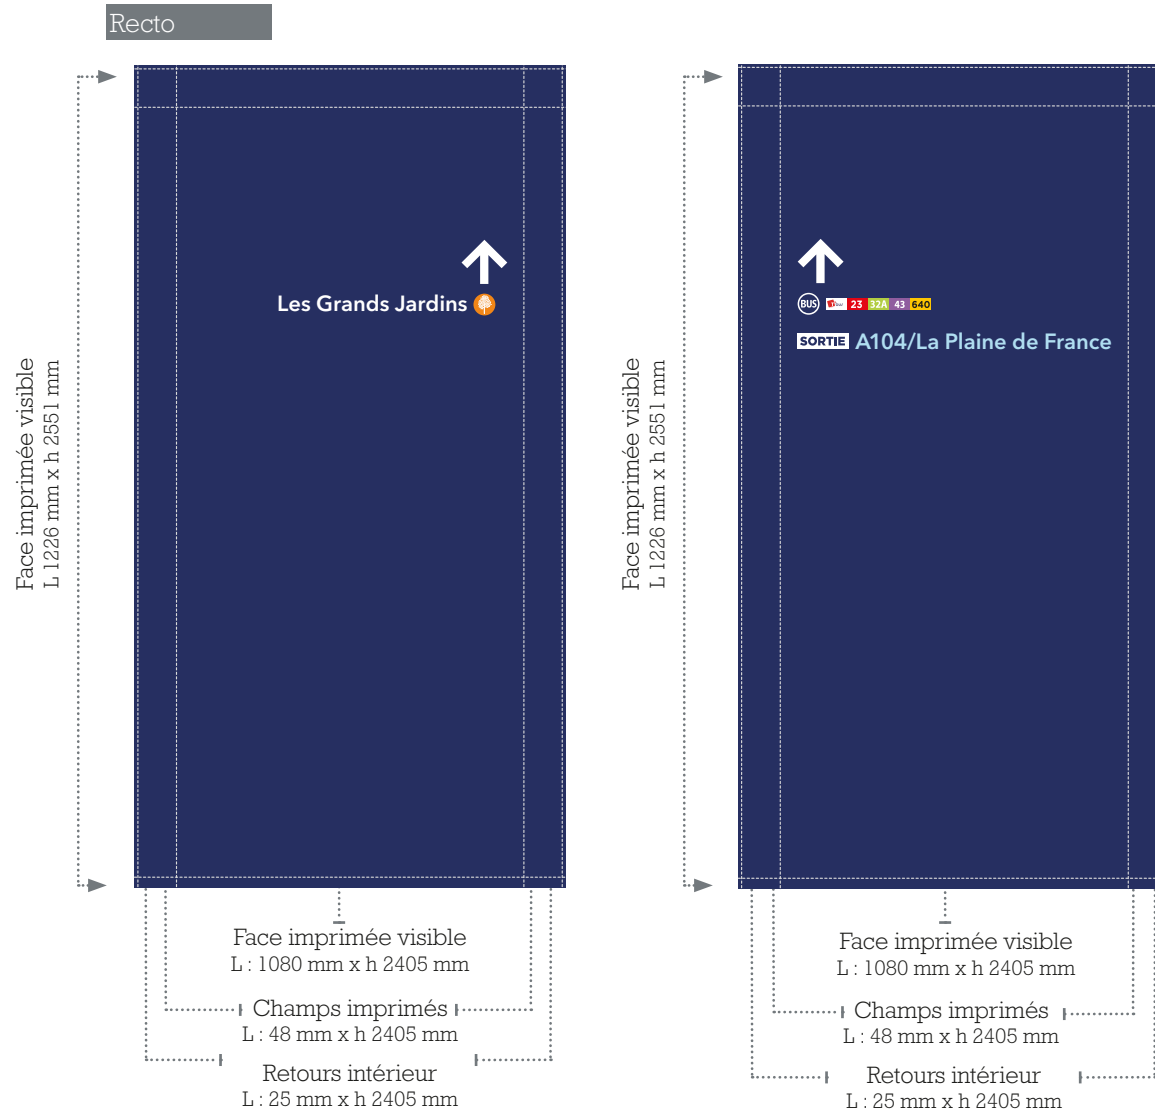 Recto
Face imprimée visible
L 1226 mm x h 2551 mm
Les Grands Jardins
Face imprimée visible
L : 1080 mm x h 2405 mm
Champs imprimés
L : 48 mm x h 2405 mm
Retours intérieur
L : 25 mm x h 2405 mm
Face imprimée visible
L 1226 mm x h 2551 mm
BUS 23 32A 43 640
SORTIE A104/La Plaine de France
Face imprimée visible
L : 1080 mm x h 2405 mm
Champs imprimés
L : 48 mm x h 2405 mm
Retours intérieur
L : 25 mm x h 2405 mm